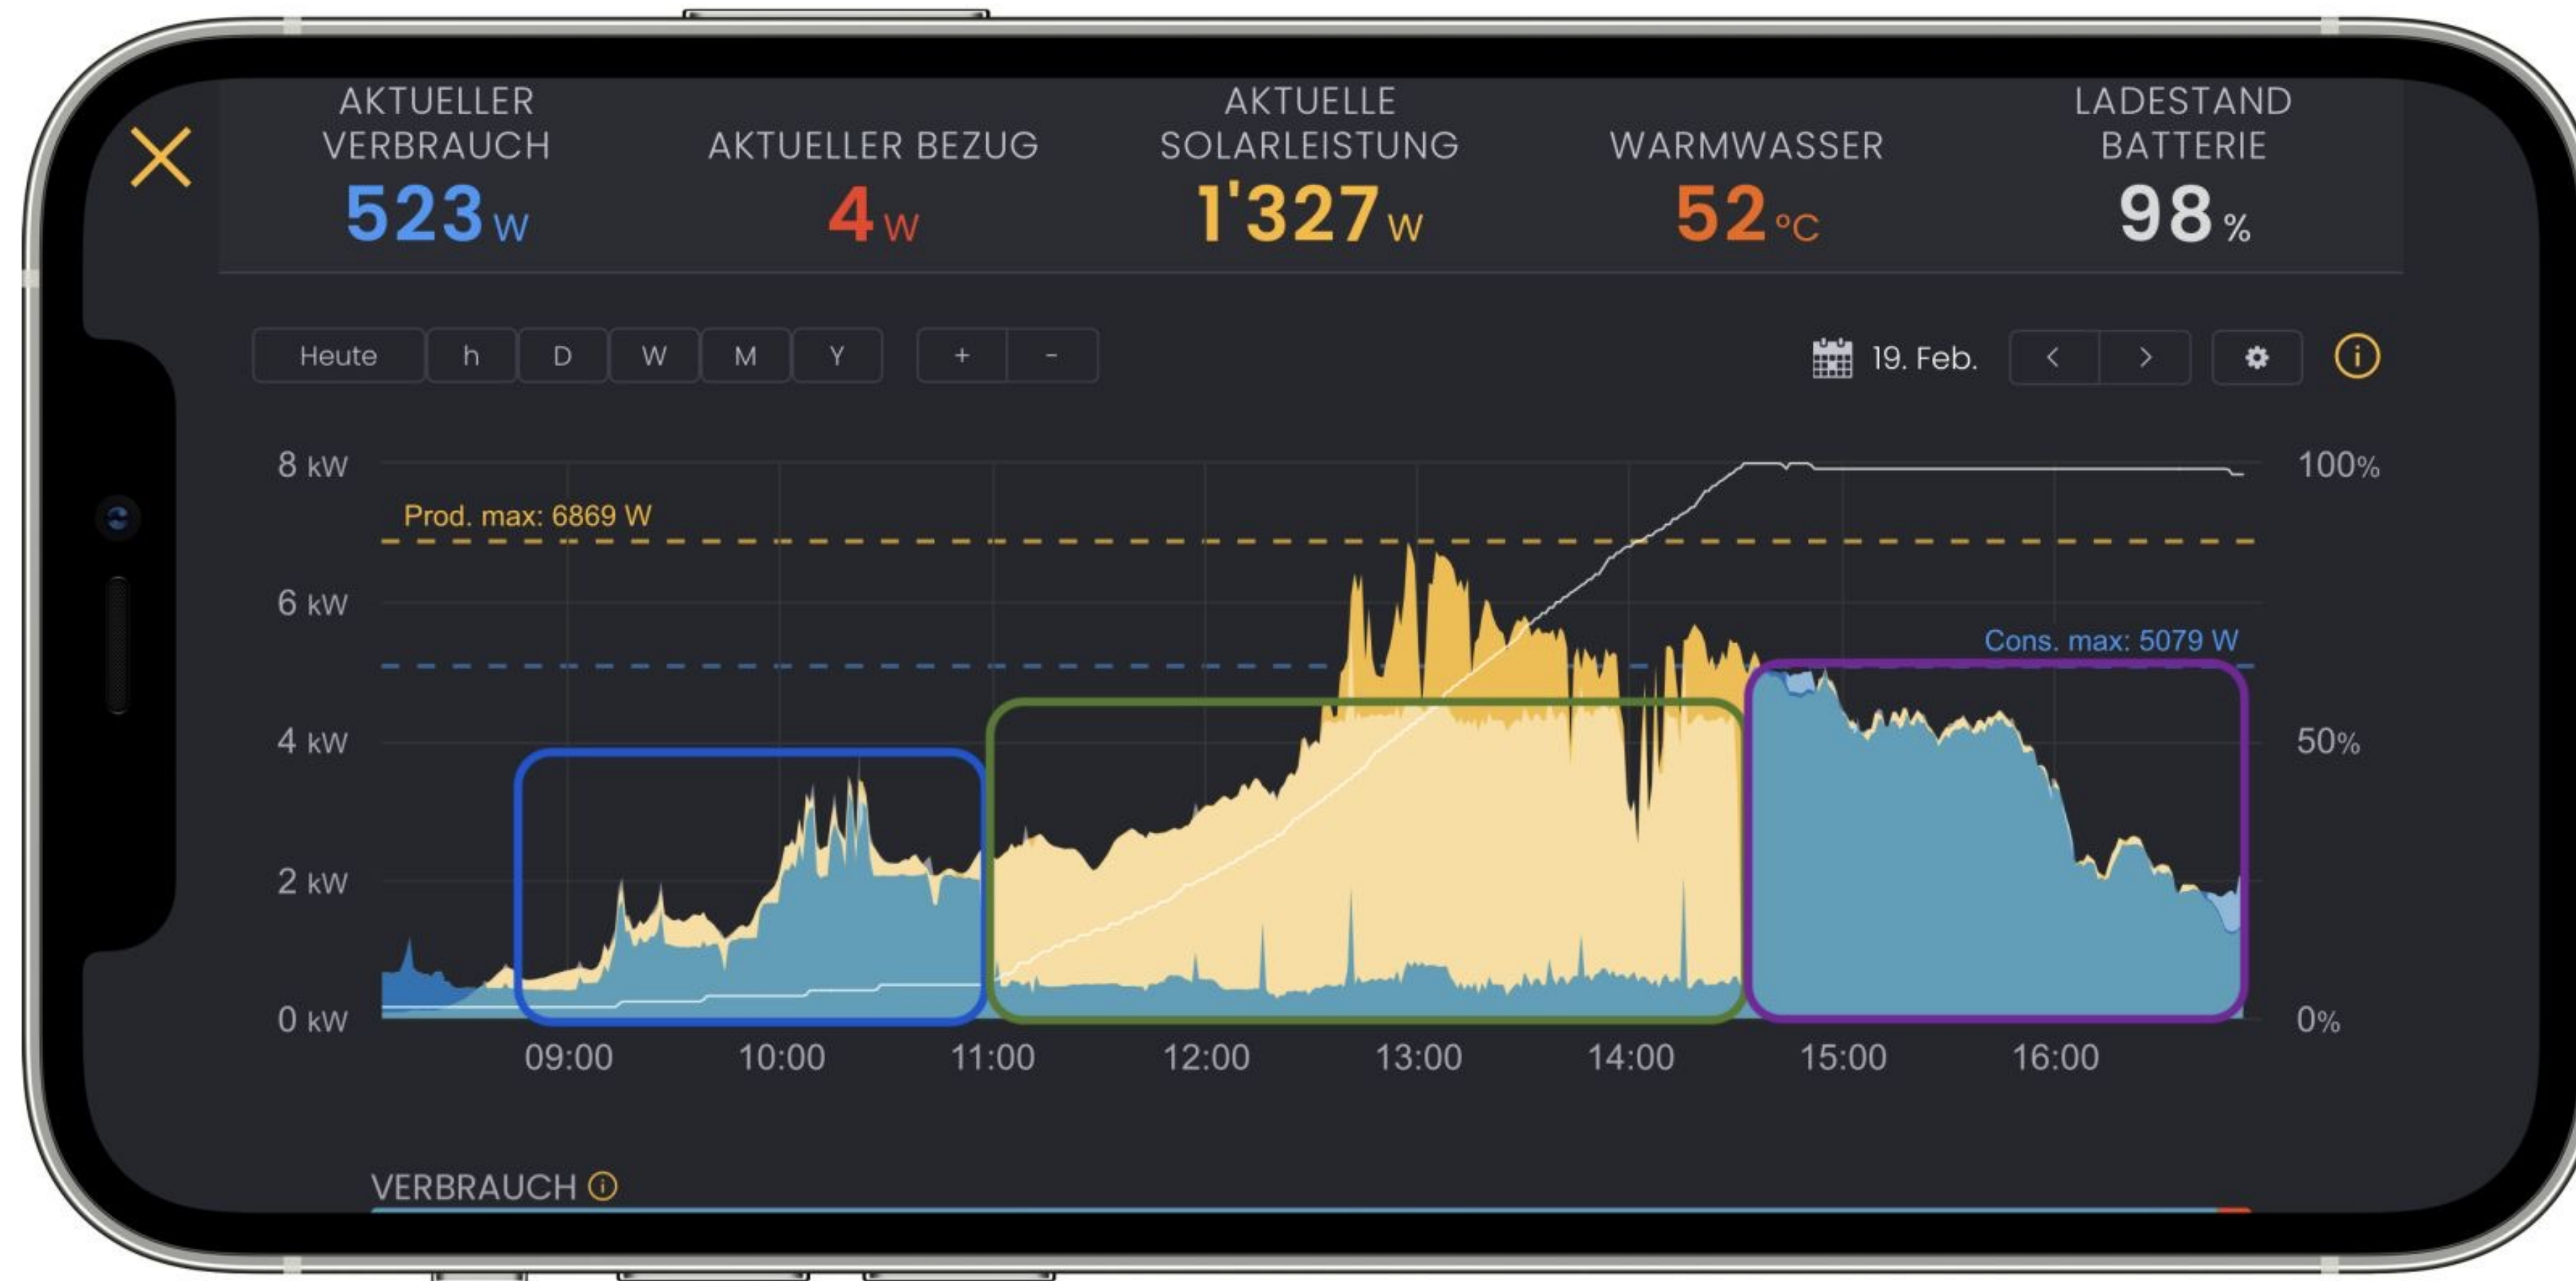 AKTUELLER
VERBRAUCH
523 W
AKTUELLER BEZUG
4 W
AKTUELLE
SOLARLEISTUNG
1'327 W
WARMWASSER
52 °C
LADESTAND
BATTERIE
98 %
Heute h D W M Y + -
19. Feb. < >
8 kW
100%
Prod. max: 6869 W
6 kW
Cons. max: 5079 W
4 kW
50%
2 kW
0 kW
0%
09:00 10:00 11:00 12:00 13:00 14:00 15:00 16:00
VERBRAUCH